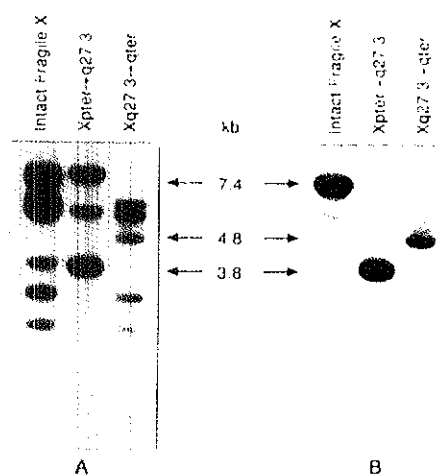 Intact Fragile X
Xpter→q27 3
Xq27 3→qter
kb
Intact Fragile X
Xpter→q27 3
Xq27 3→qter
7.4
4.8
3.8
A
B